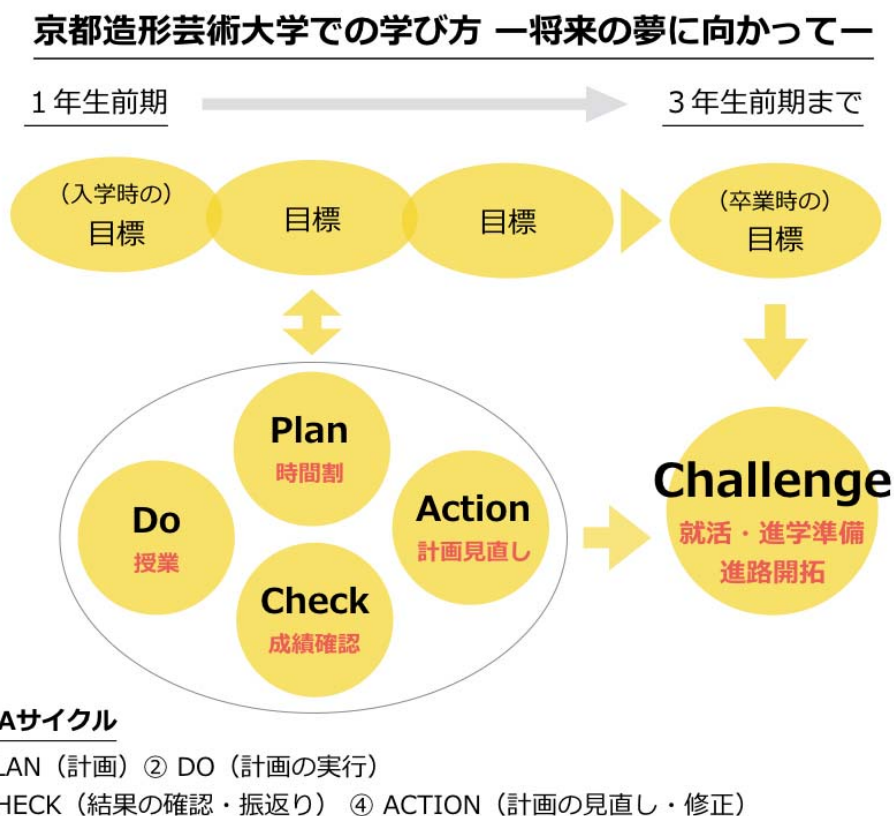 京都造形芸術大学での学び方 ー将来の夢に向かってー
1年生前期
3年生前期まで
（入学時の）
目標
目標
目標
（卒業時の）
目標
Plan
時間割
Do
授業
Action
計画見直し
Check
成績確認
Challenge
就活・進学準備
進路開拓
Aサイクル
LAN（計画）② DO（計画の実行）
HECK（結果の確認・振返り） ④ ACTION（計画の見直し・修正）